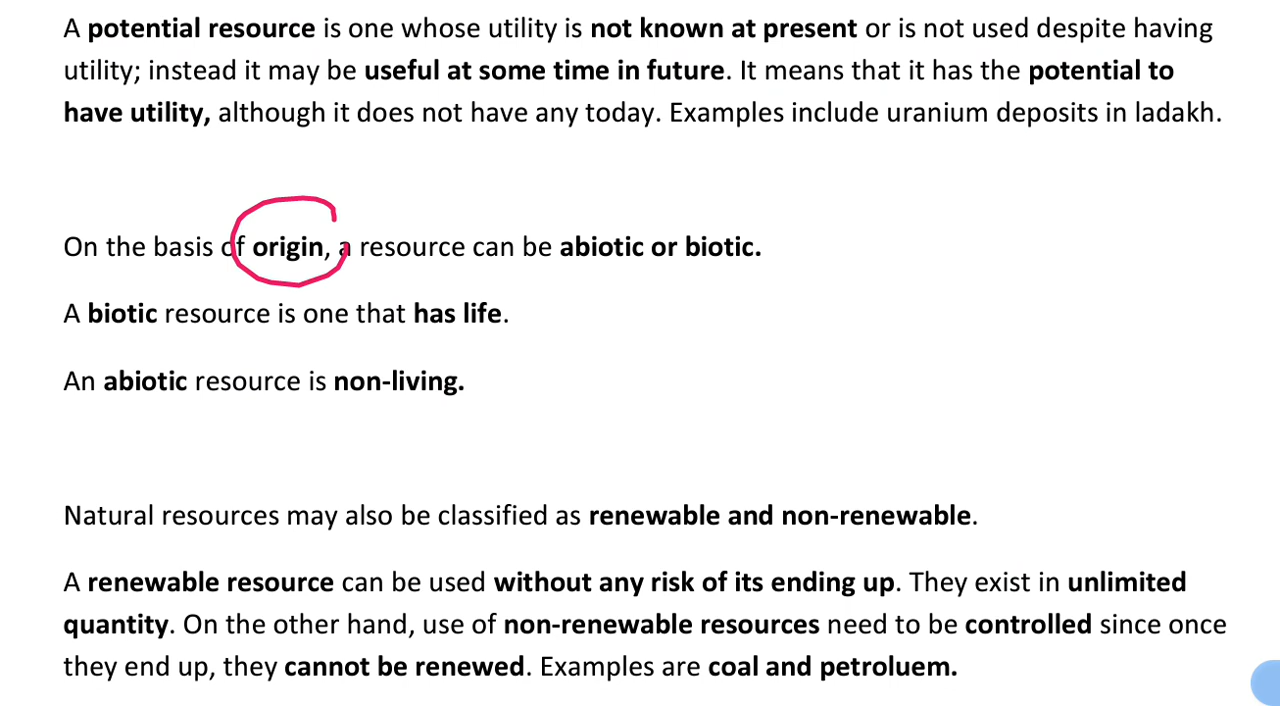 A potential resource is one whose utility is not known at present or is not used despite having
utility; instead it may be useful at some time in future. It means that it has the potential to
have utility, although it does not have any today. Examples include uranium deposits in ladakh.
On the basis of origin, a resource can be abiotic or biotic.
A biotic resource is one that has life.
An abiotic resource is non-living.
Natural resources may also be classified as renewable and non-renewable.
A renewable resource can be used without any risk of its ending up. They exist in unlimited
quantity. On the other hand, use of non-renewable resources need to be controlled since once
they end up, they cannot be renewed. Examples are coal and petroluem.